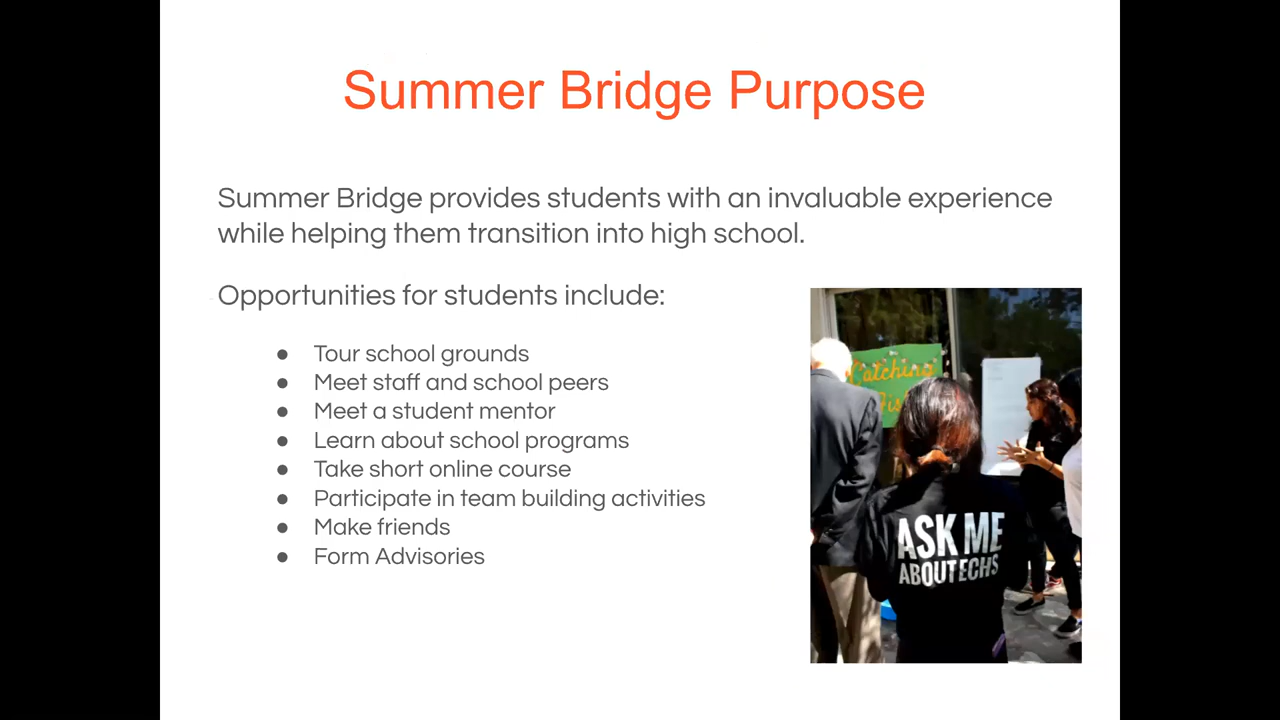 Summer Bridge Purpose
Summer Bridge provides students with an invaluable experience
while helping them transition into high school.
Opportunities for students include:
● Tour school grounds
● Meet staff and school peers
● Meet a student mentor
● Learn about school programs
● Take short online course
● Participate in team building activities
● Make friends
● Form Advisories
Catching
ASK ME
ABOUT ECHS